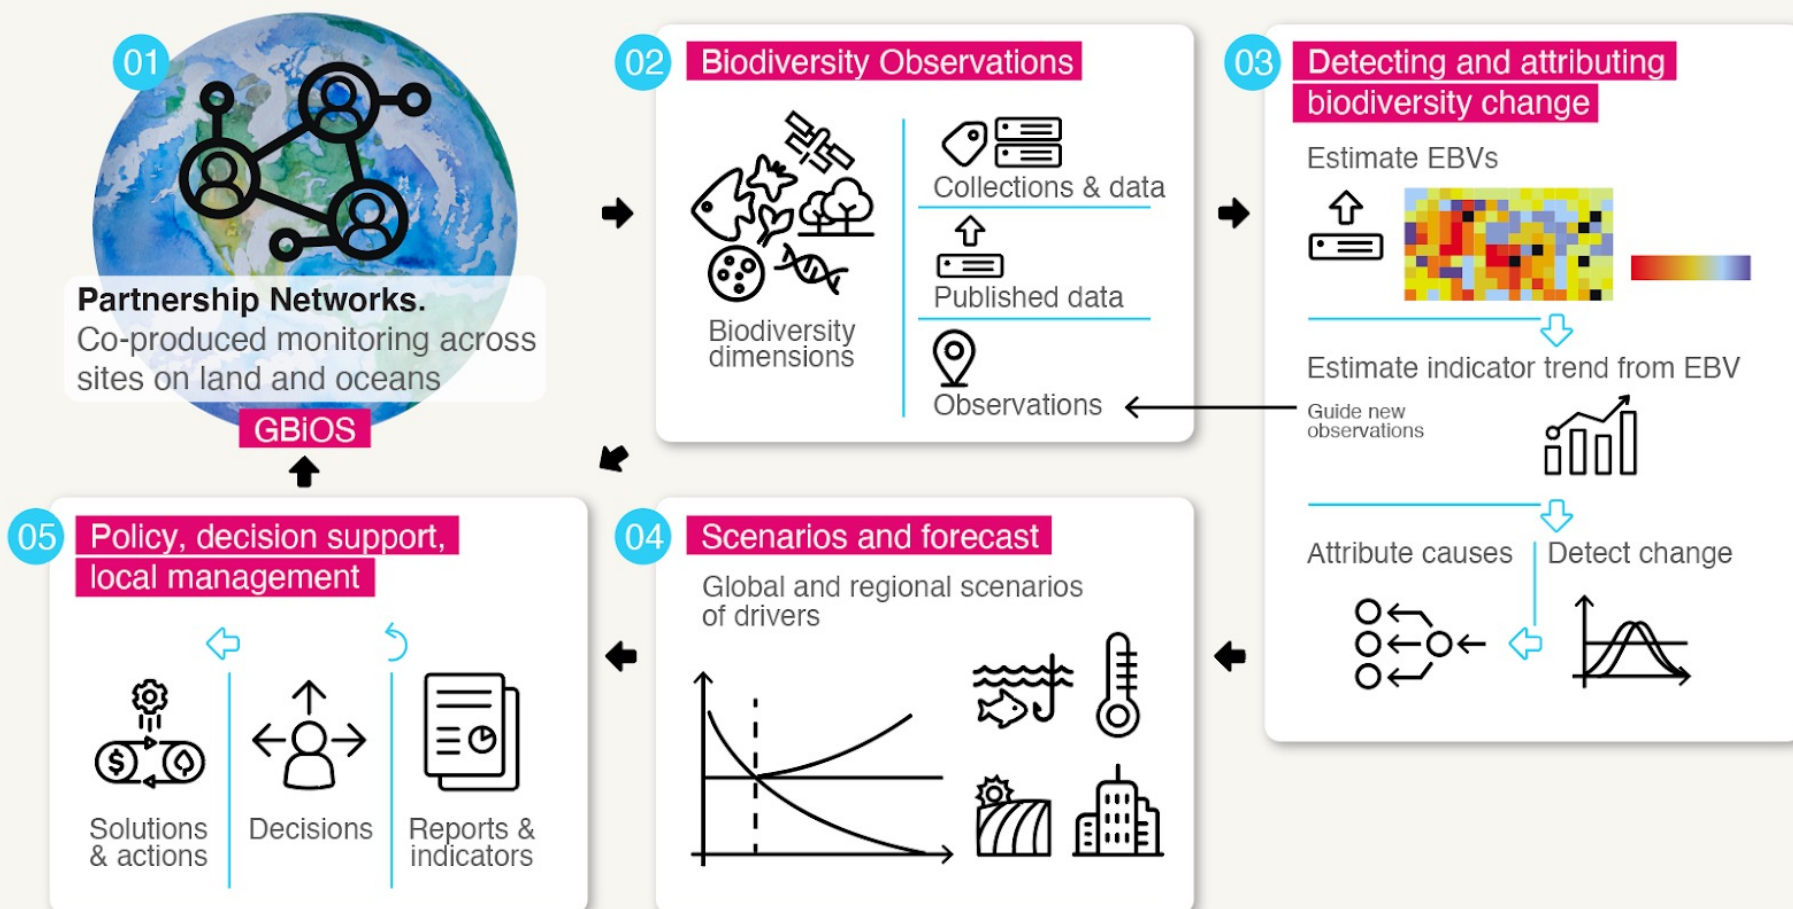 01
Partnership Networks.
Co-produced monitoring across
sites on land and oceans
GBiOS
02
Biodiversity Observations
Biodiversity
dimensions
Collections & data
Published data
Observations
03
Detecting and attributing
biodiversity change
Estimate EBVs
Estimate indicator trend from EBV
Guide new
observations
Attribute causes
Detect change
04
Scenarios and forecast
Global and regional scenarios
of drivers
05
Policy, decision support,
local management
$
Solutions
& actions
Decisions
Reports &
indicators